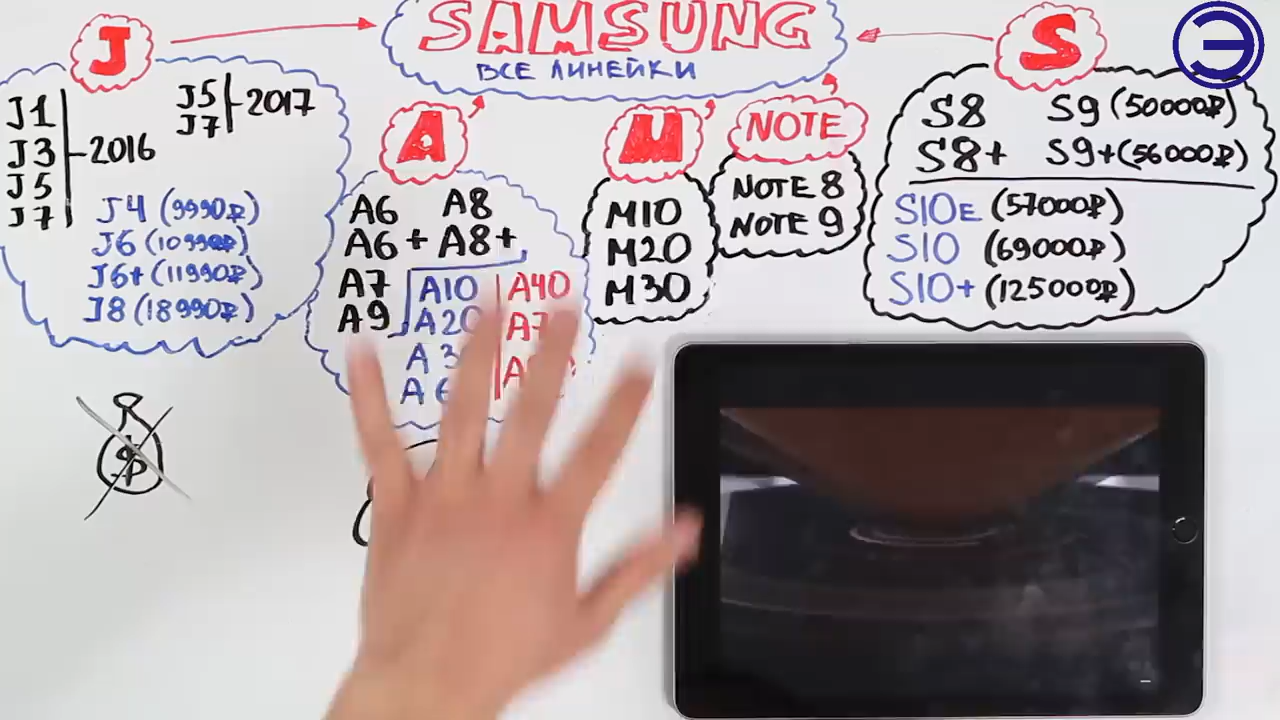 SAMSUNG
ВСЕ ЛИНЕЙКИ
J
J1
J3
J5
J7
2016
J5
J7
2017
J4 (9990₽)
J6 (10990₽)
J6+ (11990₽)
J8 (18990₽)
A
A6 A8
A6+ A8+
A7
A9
A10
A20
A40
M
M10
M20
M30
NOTE
NOTE 8
NOTE 9
S
S8 S9 (50000₽)
S8+ S9+ (56000₽)
S10E (57000₽)
S10 (69000₽)
S10+ (125000₽)
$
Э